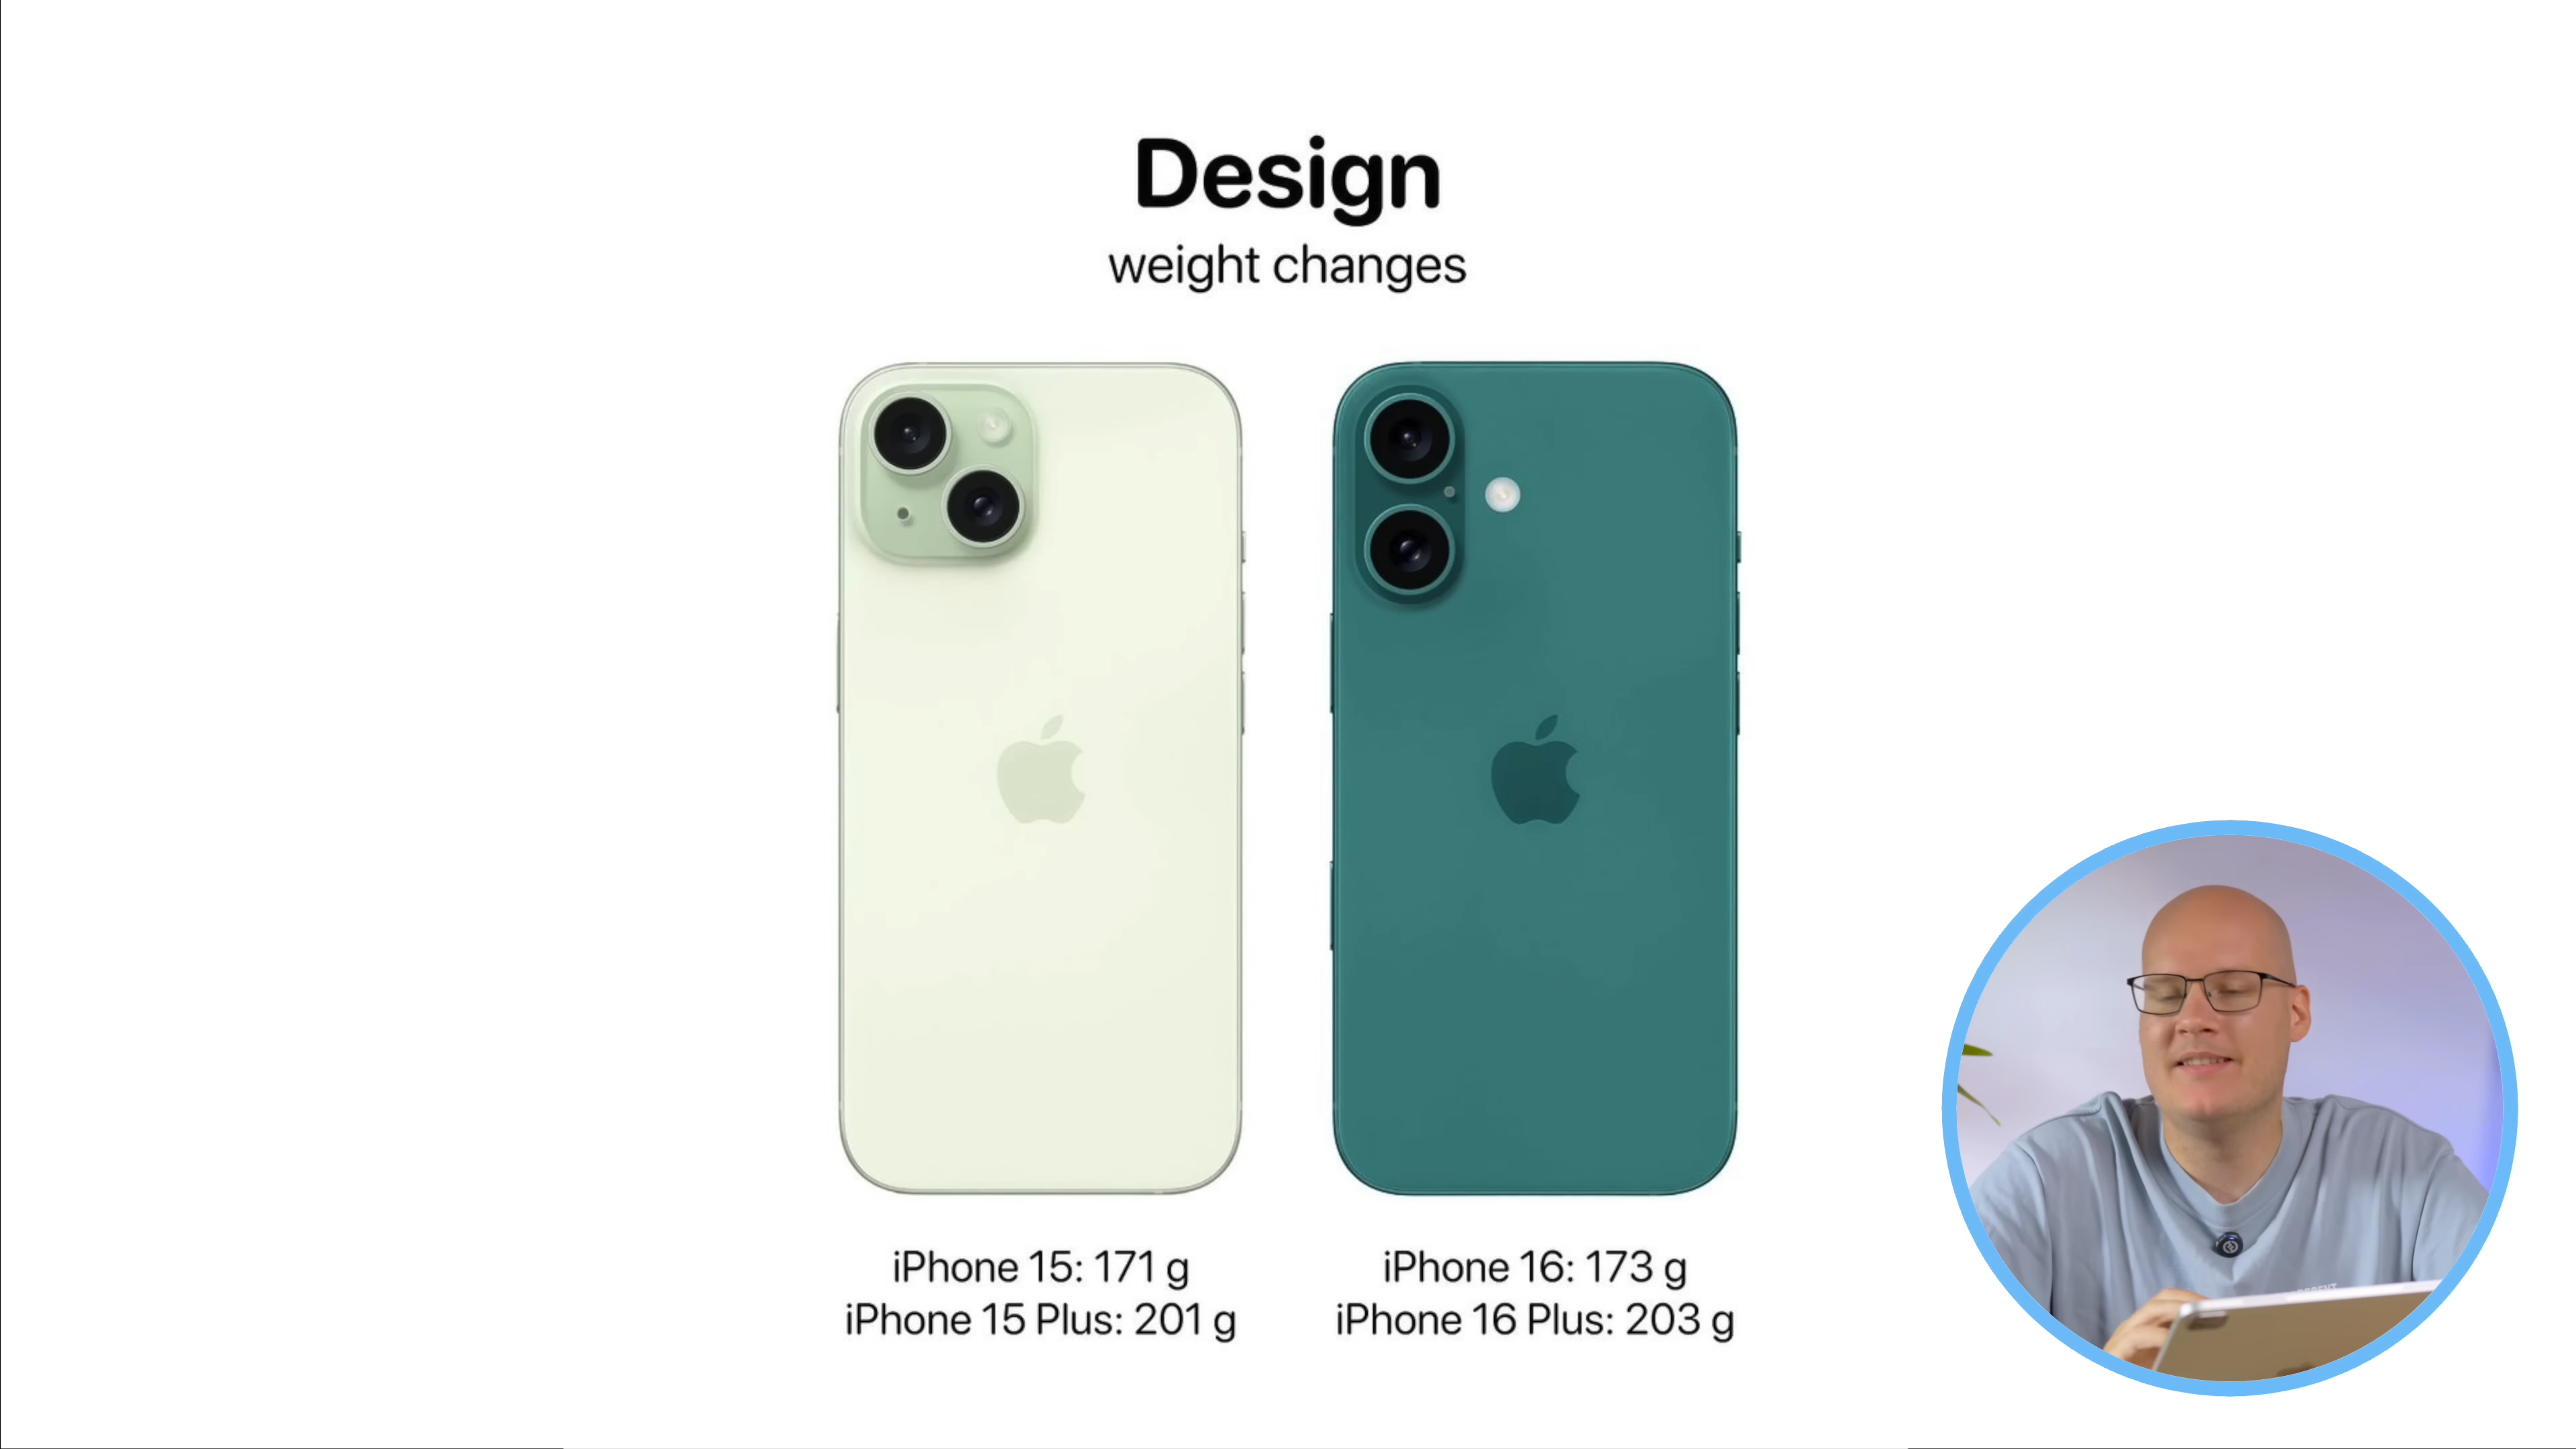 Design
weight changes
iPhone 15: 171 g
iPhone 15 Plus: 201 g
iPhone 16: 173 g
iPhone 16 Plus: 203 g